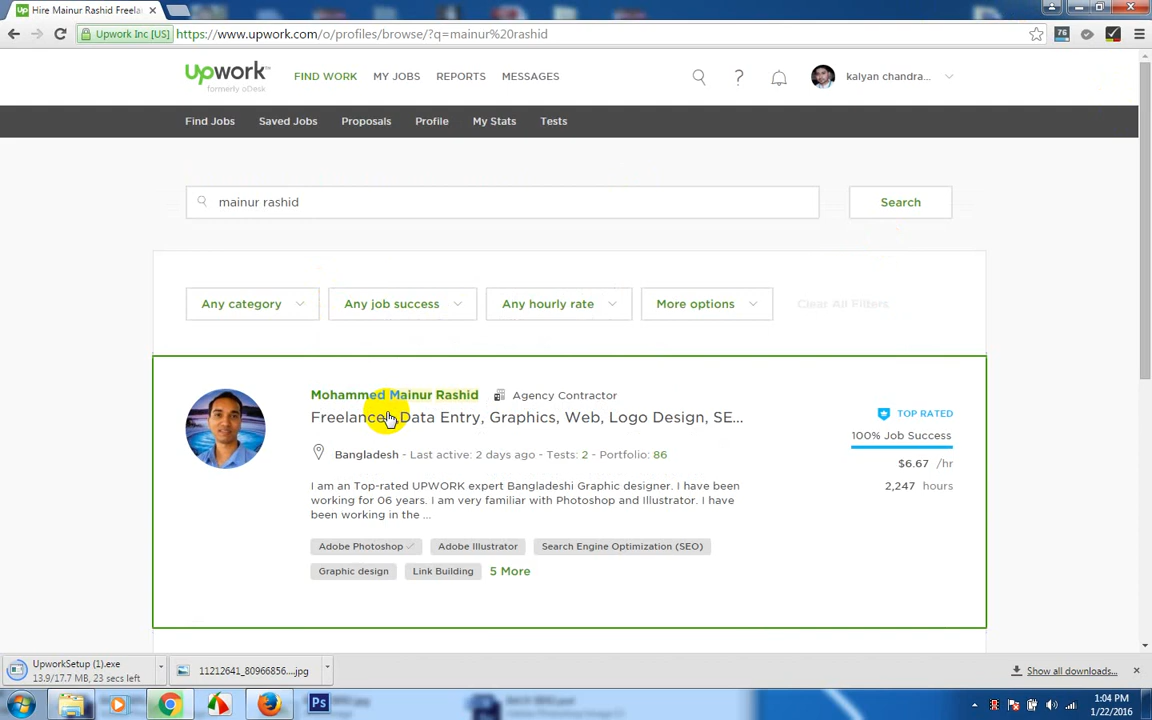 Hire Mainur Rashid Freela
Upwork Inc [US]
https://www.upwork.com/o/profiles/browse/?q=mainur%20rashid
76
upwork
formerly oDesk
FIND WORK
MY JOBS
REPORTS
MESSAGES
?
kalyan chandra...
Find Jobs
Saved Jobs
Proposals
Profile
My Stats
Tests
mainur rashid
Search
Any category
Any job success
Any hourly rate
More options
Clear All Filters
Mohammed Mainur Rashid
Agency Contractor
Freelancer, Data Entry, Graphics, Web, Logo Design, SE...
TOP RATED
100% Job Success
Bangladesh - Last active: 2 days ago - Tests: 2 - Portfolio: 86
$6.67 /hr
2,247 hours
I am an Top-rated UPWORK expert Bangladeshi Graphic designer. I have been
working for 06 years. I am very familiar with Photoshop and Illustrator. I have
been working in the ...
Adobe Photoshop
Adobe Illustrator
Search Engine Optimization (SEO)
Graphic design
Link Building
5 More
UpworkSetup (1).exe
13.9/17.7 MB, 23 secs left
11212641_80966856....jpg
Show all downloads...
Ps
1:04 PM
1/22/2016